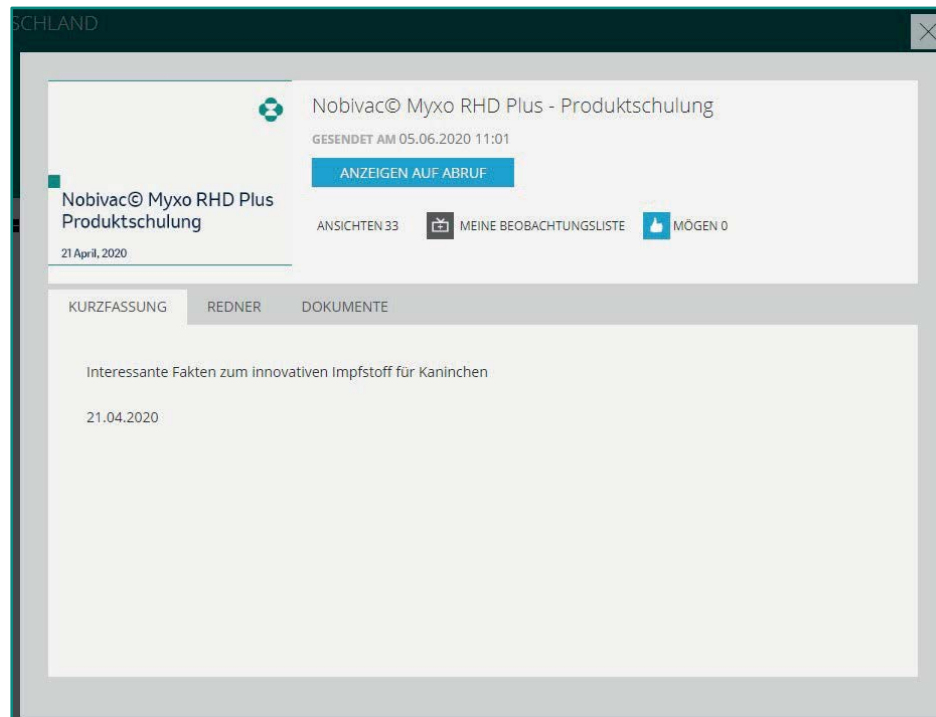 SCHLAND
Nobivac© Myxo RHD Plus - Produktschulung
GESENDET AM 05.06.2020 11:01
ANZEIGEN AUF ABRUF
Nobivac© Myxo RHD Plus
Produktschulung
21 April, 2020
ANSICHTEN 33 MEINE BEOBACHTUNGSLISTE MÖGEN 0
KURZFASSUNG REDNER DOKUMENTE
Interessante Fakten zum innovativen Impfstoff für Kaninchen
21.04.2020